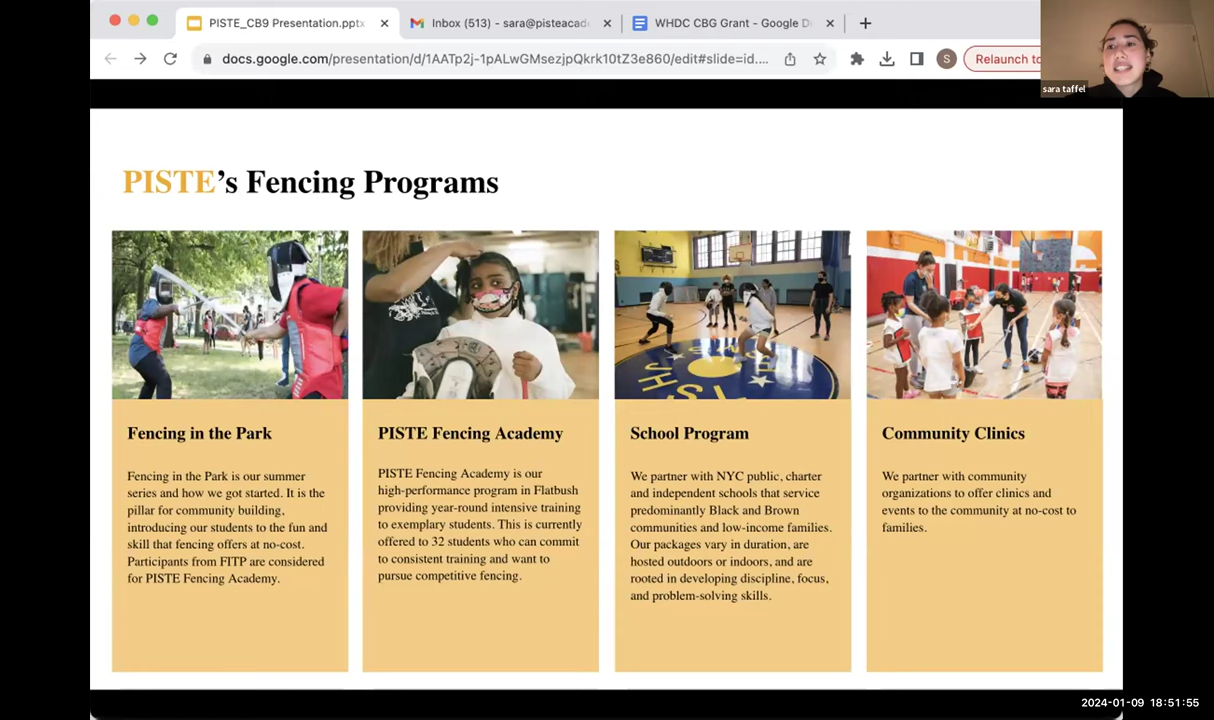 PISTE_CB9 Presentation.pptx
Inbox (513) - sara@pisteacad
WHDC CBG Grant - Google D
docs.google.com/presentation/d/1AATp2j-1pALwGMsezjpQkrk10tZ3e860/edit#slide=id....
S
Relaunch to
sara taffel
PISTE's Fencing Programs
Fencing in the Park
Fencing in the Park is our summer
series and how we got started. It is the
pillar for community building,
introducing our students to the fun and
skill that fencing offers at no-cost.
Participants from FITP are considered
for PISTE Fencing Academy.
PISTE Fencing Academy
PISTE Fencing Academy is our
high-performance program in Flatbush
providing year-round intensive training
to exemplary students. This is currently
offered to 32 students who can commit
to consistent training and want to
pursue competitive fencing.
School Program
We partner with NYC public, charter
and independent schools that service
predominantly Black and Brown
communities and low-income families.
Our packages vary in duration, are
hosted outdoors or indoors, and are
rooted in developing discipline, focus,
and problem-solving skills.
Community Clinics
We partner with community
organizations to offer clinics and
events to the community at no-cost to
families.
2024-01-09 18:51:55